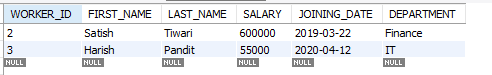 WORKER_ID FIRST_NAME LAST_NAME SALARY JOINING_DATE DEPARTMENT
2 Satish Tiwari 600000 2019-03-22 Finance
3 Harish Pandit 55000 2020-04-12 IT
NULL NULL NULL NULL NULL NULL